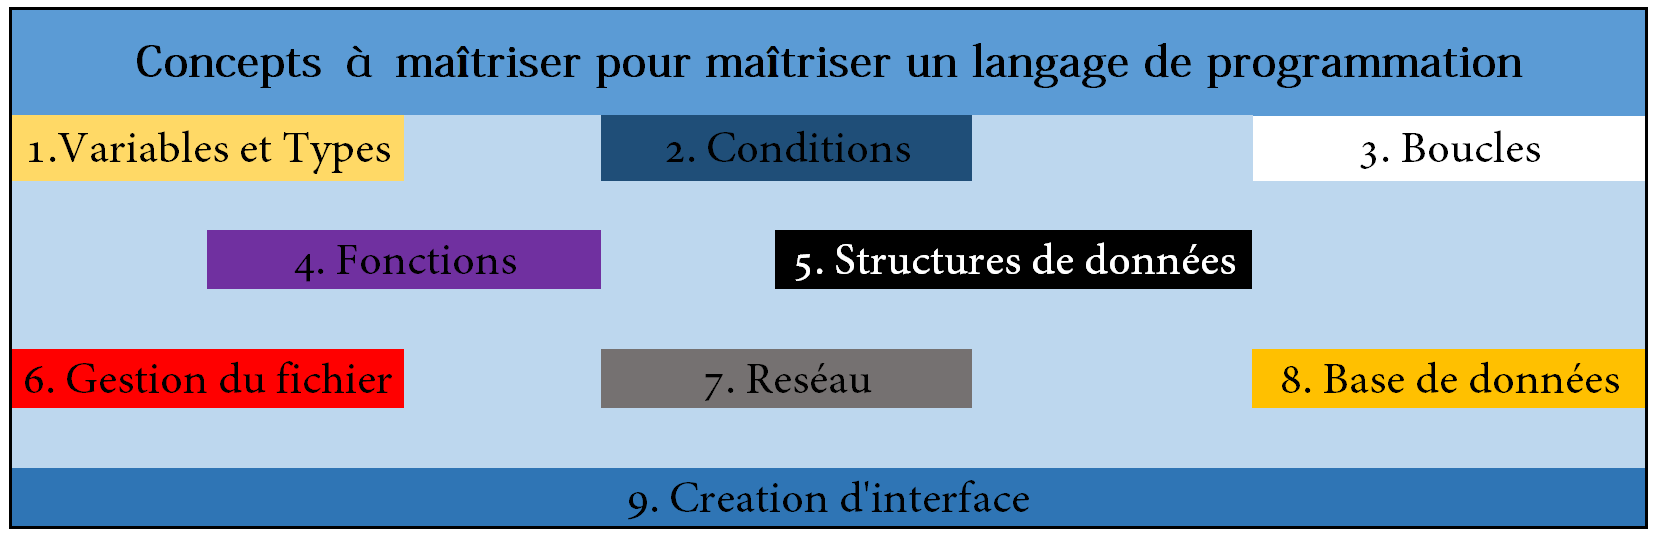 Concepts à maîtriser pour maîtriser un langage de programmation
1.Variables et Types
2. Conditions
3. Boucles
4. Fonctions
5. Structures de données
6. Gestion du fichier
7. Reséau
8. Base de données
9. Creation d'interface